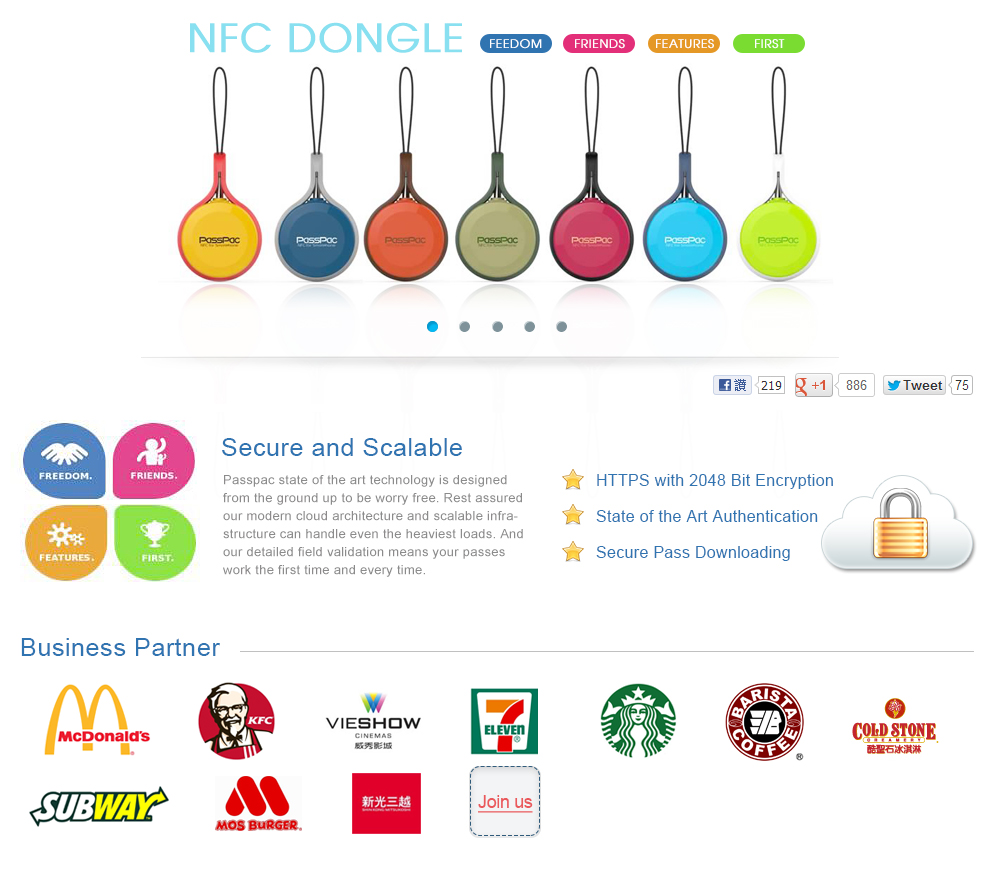 NFC DONGLE
FEEDOM
FRIENDS
FEATURES
FIRST
PassPac
PassPac
PassPac
PassPac
PassPac
PassPac
PassPac
讚
219
+1
886
Tweet
75
FREEDOM.
FRIENDS.
FEATURES.
FIRST.
Secure and Scalable
Passpac state of the art technology is designed
from the ground up to be worry free. Rest assured
our modern cloud architecture and scalable infra-
structure can handle even the heaviest loads. And
our detailed field validation means your passes
work the first time and every time.
HTTPS with 2048 Bit Encryption
State of the Art Authentication
Secure Pass Downloading
Business Partner
McDonald's
KFC
VIESHOW
CINEMAS
威秀影城
7
ELEVEN
BARISTA
COFFEE
COLD STONE
CREAMERY
酷聖石冰淇淋
SUBWAY
MOS BURGER
新光三越
SHIN KONG MITSUKOSHI
Join us